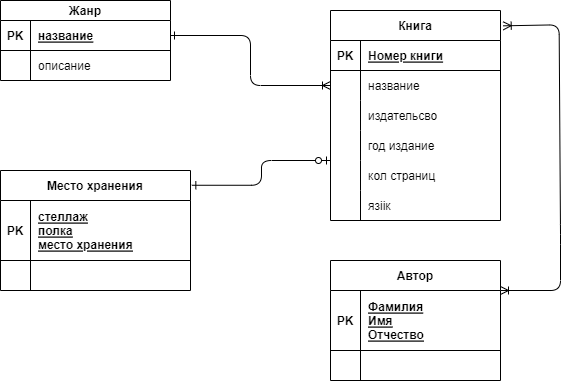 Жанр
PK название
описание
Книга
PK Номер книги
название
издательсво
год издание
кол страниц
язіік
Место хранения
PK стеллаж
полка
место хранения
Автор
PK Фамилия
Имя
Отчество